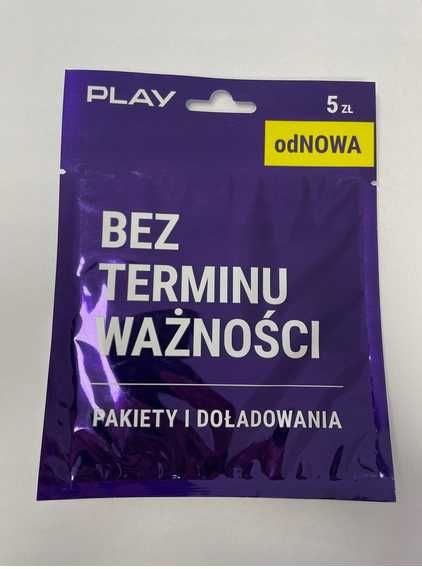 PLAY
5 ZŁ
odNOWA
BEZ
TERMINU
WAŻNOŚCI
PAKIETY I DOŁADOWANIA